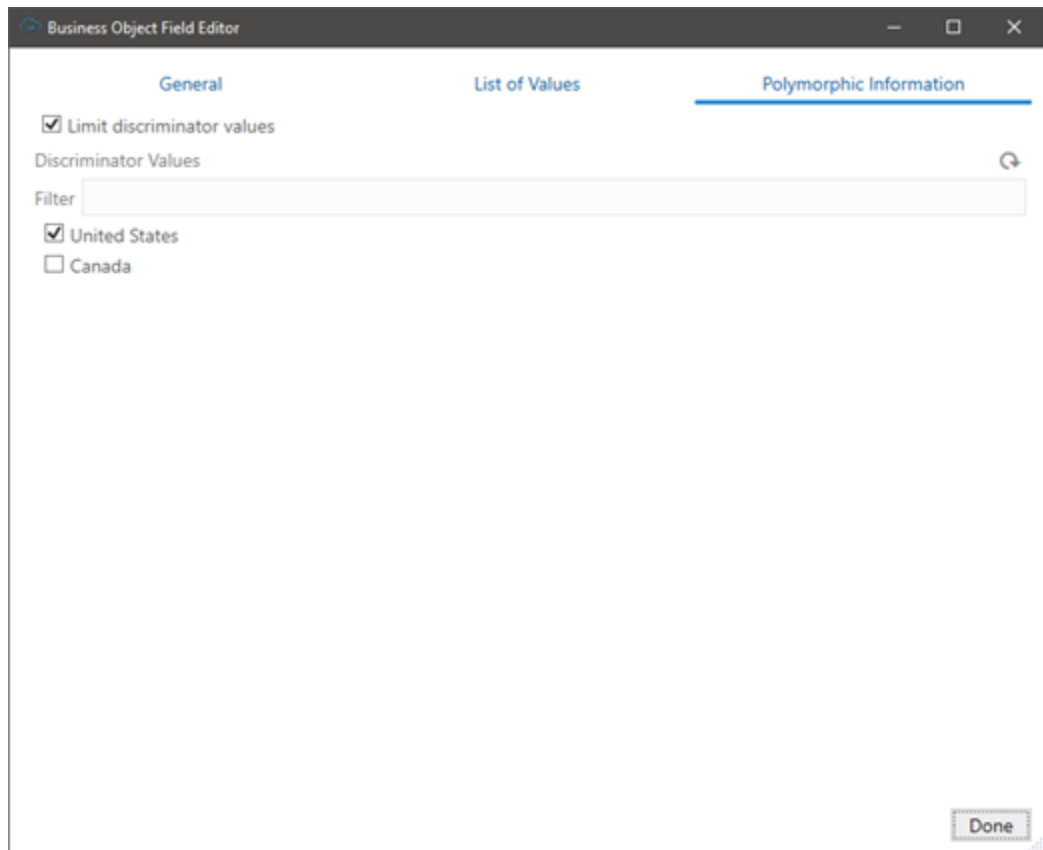 Business Object Field Editor
General List of Values Polymorphic Information
Limit discriminator values
Discriminator Values
Filter
United States
Canada
Done